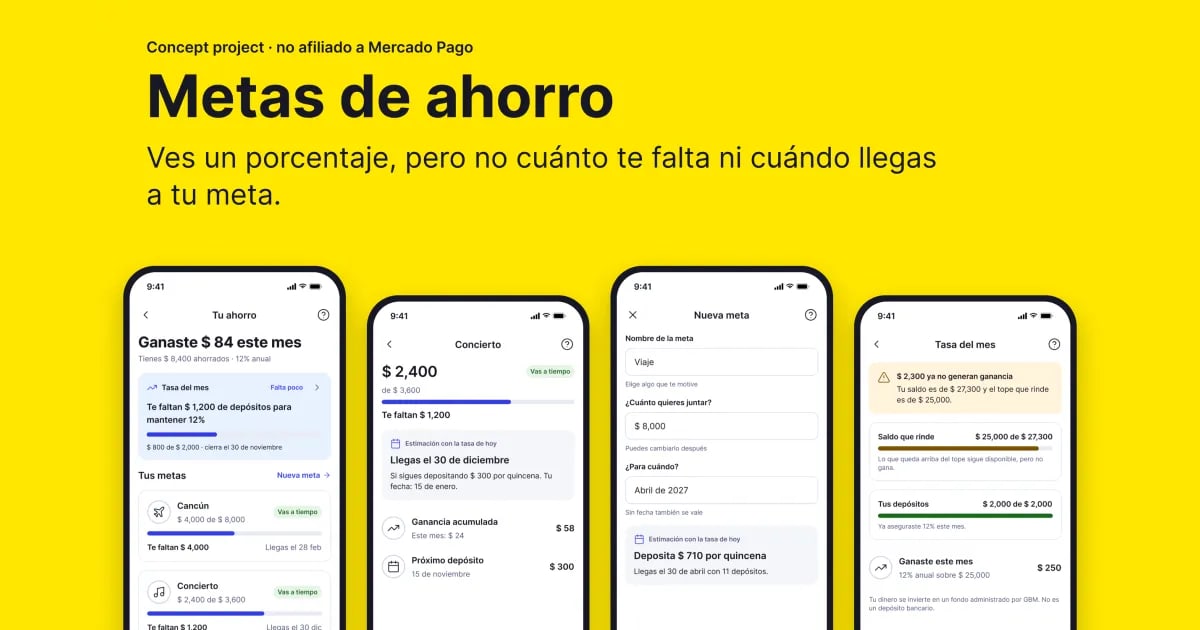 Concept project · no afiliado a Mercado Pago
Metas de ahorro
Ves un porcentaje, pero no cuánto te falta ni cuándo llegas
a tu meta.
9:41
Tu ahorro
Ganaste $ 84 este mes
Tienes $ 8,400 ahorrados · 12% anual
Tasa del mes
Falta poco
Te faltan $ 1,200 de depósitos para
mantener 12%
$ 800 de $ 2,000 · cierra el 30 de noviembre
Tus metas
Nueva meta →
Cancún
$ 4,000 de $ 8,000
Vas a tiempo
Te faltan $ 4,000
Llegas el 28 feb
Concierto
$ 2,400 de $ 3,600
Vas a tiempo
Te faltan $ 1,200
Llegas el 30 dic
9:41
Concierto
$ 2,400
Vas a tiempo
de $ 3,600
Te faltan $ 1,200
Estimación con la tasa de hoy
Llegas el 30 de diciembre
Si sigues depositando $ 300 por quincena. Tu
fecha: 15 de enero.
Ganancia acumulada
Este mes: $ 24
$ 58
Próximo depósito
15 de noviembre
$ 300
9:41
Nueva meta
Nombre de la meta
Viaje
Elige algo que te motive
¿Cuánto quieres juntar?
$ 8,000
Puedes cambiarlo después
¿Para cuándo?
Abril de 2027
Sin fecha también se vale
Estimación con la tasa de hoy
Deposita $ 710 por quincena
Llegas el 30 de abril con 11 depósitos.
9:41
Tasa del mes
$ 2,300 ya no generan ganancia
Tu saldo es de $ 27,300 y el tope que rinde
es de $ 25,000.
Saldo que rinde
$ 25,000 de $ 27,300
Lo que queda arriba del tope sigue disponible, pero no
gana.
Tus depósitos
$ 2,000 de $ 2,000
Ya aseguraste 12% este mes.
Ganaste este mes
12% anual sobre $ 25,000
$ 250
Tu dinero se invierte en un fondo administrado por GBM. No es
un depósito bancario.